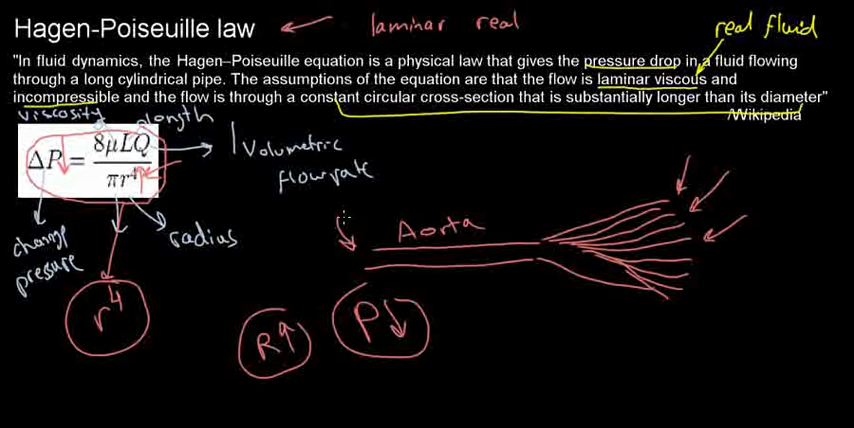 Hagen-Poiseuille law
laminar real
real fluid
"In fluid dynamics, the Hagen–Poiseuille equation is a physical law that gives the pressure drop in a fluid flowing
through a long cylindrical pipe. The assumptions of the equation are that the flow is laminar viscous and
incompressible and the flow is through a constant circular cross-section that is substantially longer than its diameter"
/Wikipedia
viscosity
length
ΔP = 8μLQ / πr⁴
Volumetric
flowrate
change
pressure
radius
Aorta
r⁴
R↑
P↓